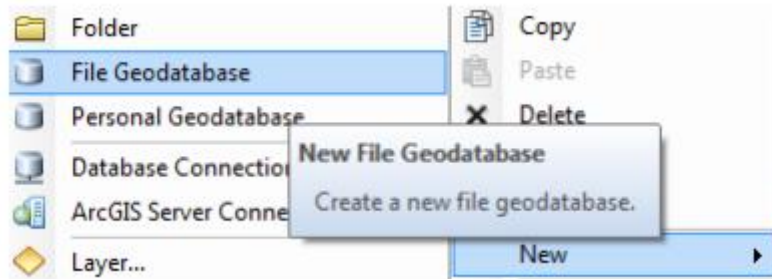 Folder
File Geodatabase
Personal Geodatabase
Database Connection
ArcGIS Server Conne
Layer...
Copy
Paste
Delete
New
New File Geodatabase
Create a new file geodatabase.